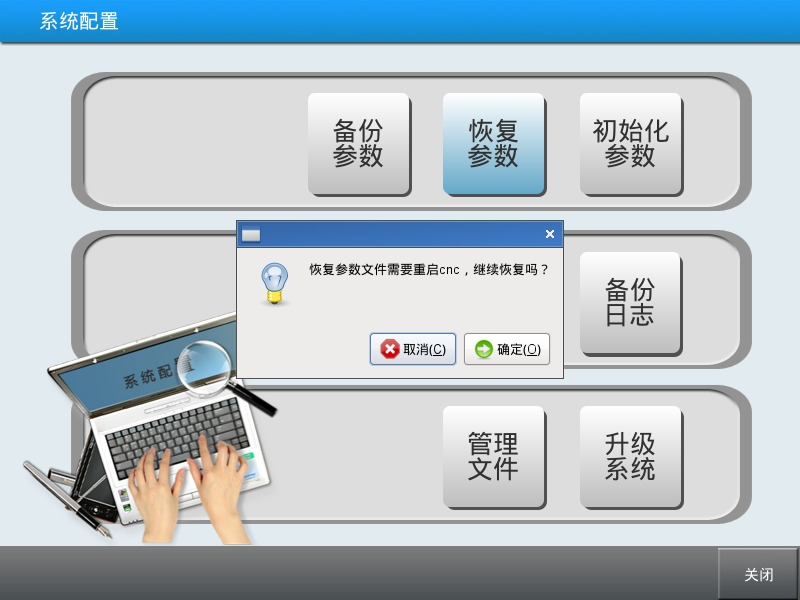 系统配置
备份
参数
恢复
参数
初始化
参数
恢复参数文件需要重启cnc，继续恢复吗？
取消(C)
确定(O)
备份
日志
系统配置
管理
文件
升级
系统
关闭